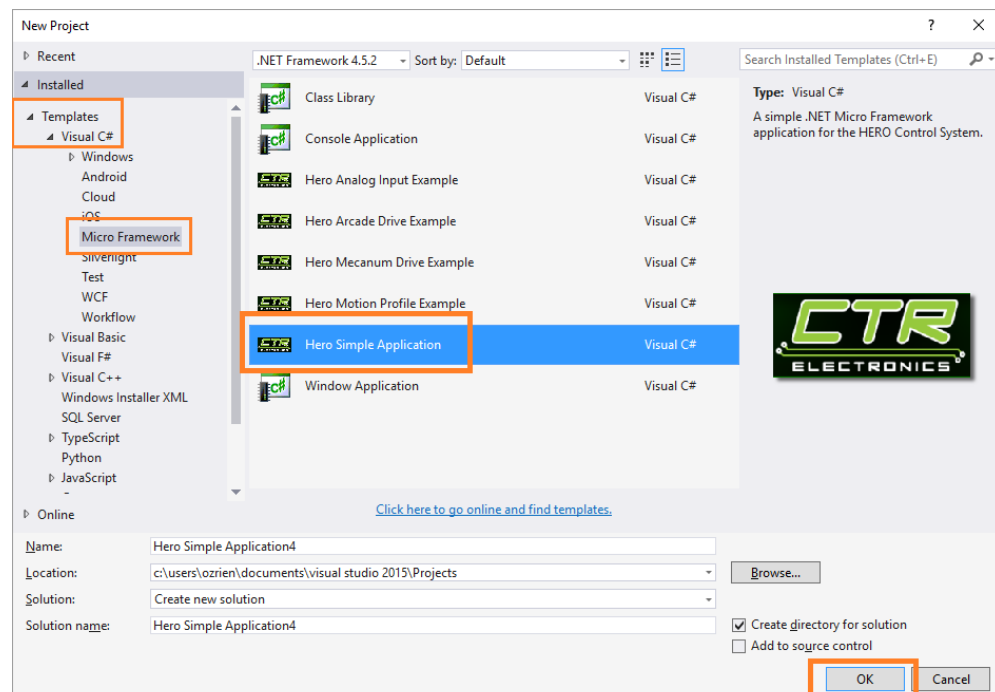 New Project
? ×
Recent
.NET Framework 4.5.2 Sort by: Default
Search Installed Templates (Ctrl+E)
Installed
Templates
Visual C#
Windows
Android
Cloud
iOS
Micro Framework
Silverlight
Test
WCF
Workflow
Visual Basic
Visual F#
Visual C++
Windows Installer XML
SQL Server
TypeScript
Python
JavaScript
Online
Class Library Visual C#
Console Application Visual C#
Hero Analog Input Example Visual C#
Hero Arcade Drive Example Visual C#
Hero Mecanum Drive Example Visual C#
Hero Motion Profile Example Visual C#
Hero Simple Application Visual C#
Window Application Visual C#
Click here to go online and find templates.
Type: Visual C#
A simple .NET Micro Framework
application for the HERO Control System.
CTR
ELECTRONICS
Name: Hero Simple Application4
Location: c:\users\ozrien\documents\visual studio 2015\Projects
Browse...
Solution: Create new solution
Solution name: Hero Simple Application4
Create directory for solution
Add to source control
OK Cancel